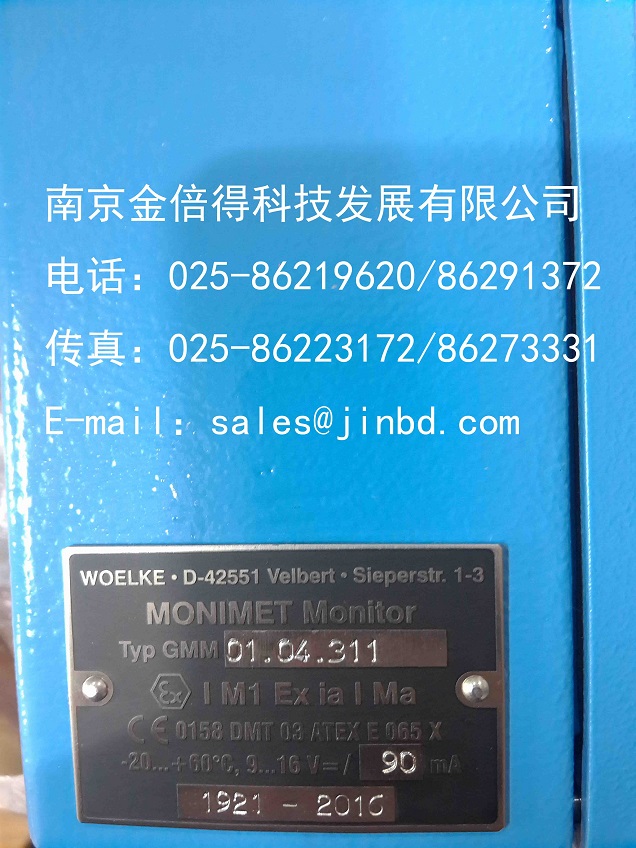 南京金倍得科技发展有限公司
电话：025-86219620/86291372
传真：025-86223172/86273331
E-mail：sales@jinbd.com
WOELKE · D-42551 Velbert · Sieperstr. 1-3
MONIMET Monitor
Typ GMM 01.04.311
Ex I M1 Ex ia I Ma
CE 0158 DMT 03 ATEX E 065 X
-20...+60°C, 9...16 V=/ 90 mA
1921 - 2016